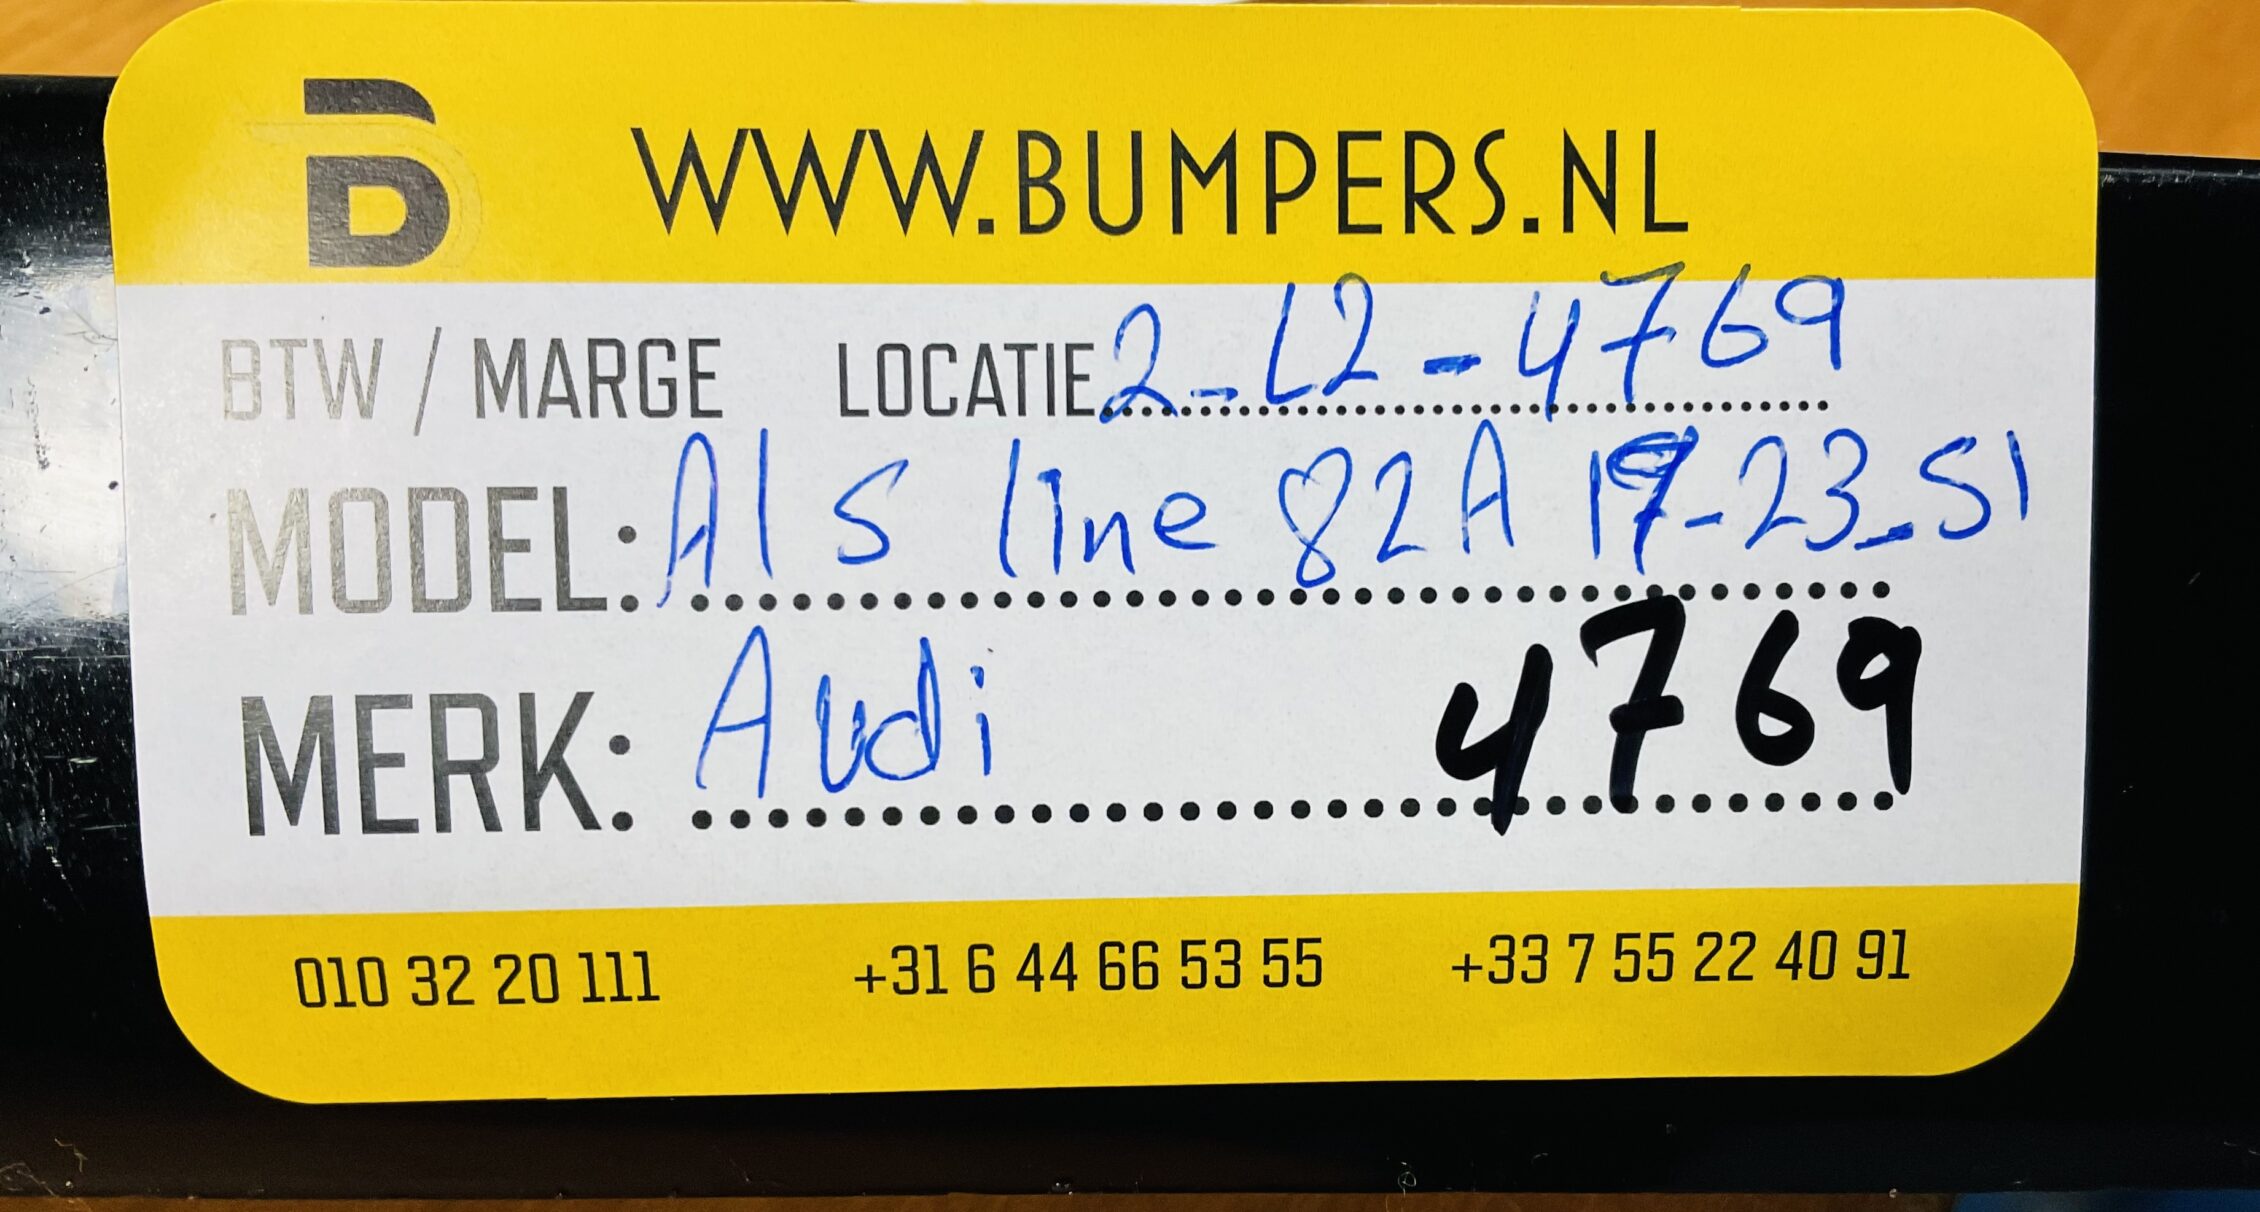 B WWW.BUMPERS.NL
BTW / MARGE LOCATIE 2-L2-4769
MODEL: A1 S line 82A 19-23-S1
MERK: Audi 4769
010 32 20 111 +31 6 44 66 53 55 +33 7 55 22 40 91